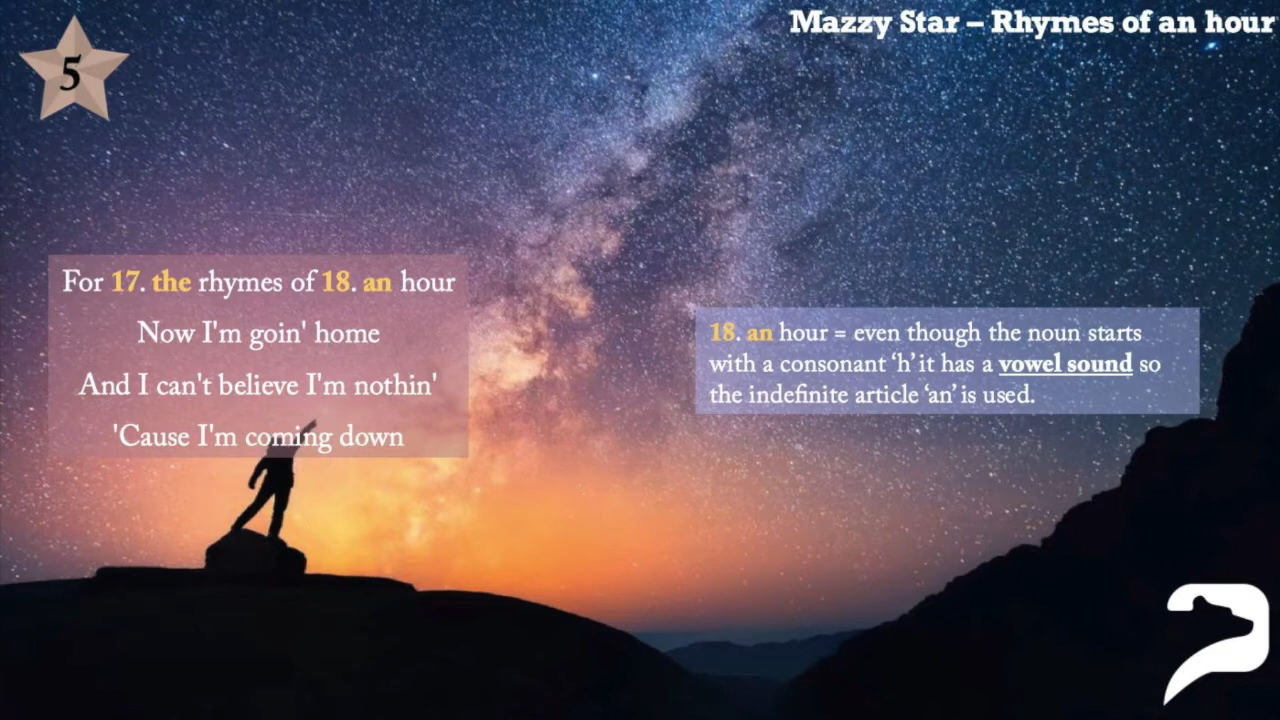 Mazzy Star – Rhymes of an hour
5
For 17. the rhymes of 18. an hour
Now I'm goin' home
And I can't believe I'm nothin'
'Cause I'm coming down
18. an hour = even though the noun starts
with a consonant ‘h’ it has a vowel sound so
the indefinite article ‘an’ is used.